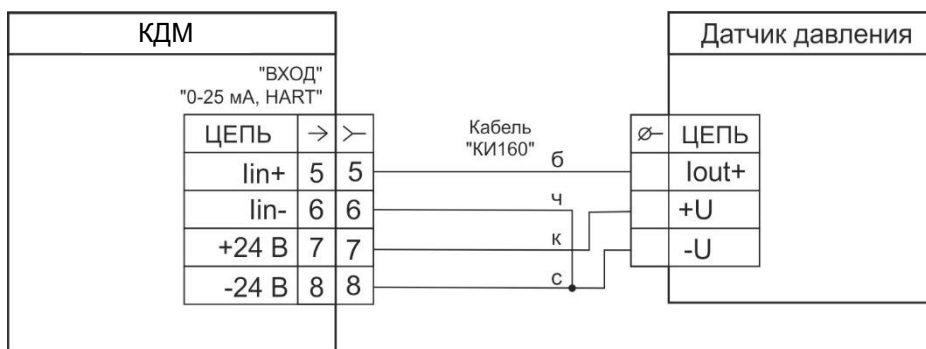 КДМ
Датчик давления
"ВХОД"
"0-25 мА, HART"
ЦЕПЬ
Кабель
"КИ160"
ЦЕПЬ
Iin+ 5 5 б Iout+
Iin- 6 6 ч +U
+24 В 7 7 к -U
-24 В 8 8 с